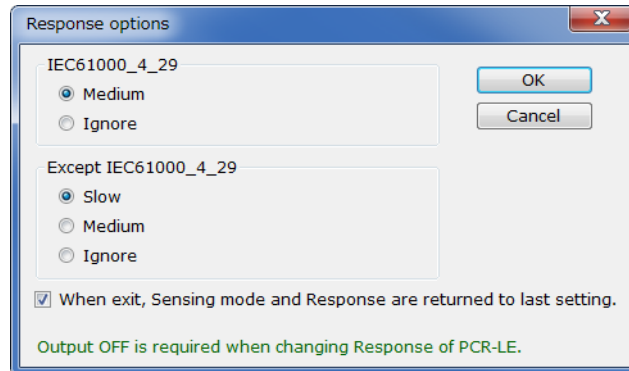 Response options
IEC61000_4_29
Medium
Ignore
OK
Cancel
Except IEC61000_4_29
Slow
Medium
Ignore
When exit, Sensing mode and Response are returned to last setting.
Output OFF is required when changing Response of PCR-LE.